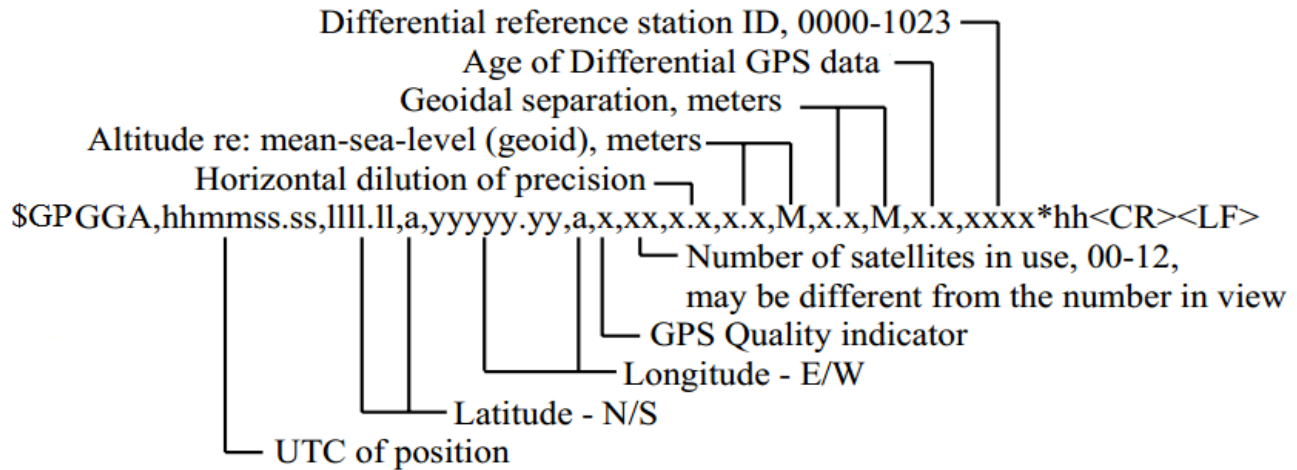 Differential reference station ID, 0000-1023
Age of Differential GPS data
Geoidal separation, meters
Altitude re: mean-sea-level (geoid), meters
Horizontal dilution of precision
$GPGGA,hhmmss.ss,llll.ll,a,yyyyy.yy,a,x,xx,x.x,x.x,M,x.x,M,x.x,xxxx*hh<CR><LF>
Number of satellites in use, 00-12,
may be different from the number in view
GPS Quality indicator
Longitude - E/W
Latitude - N/S
UTC of position